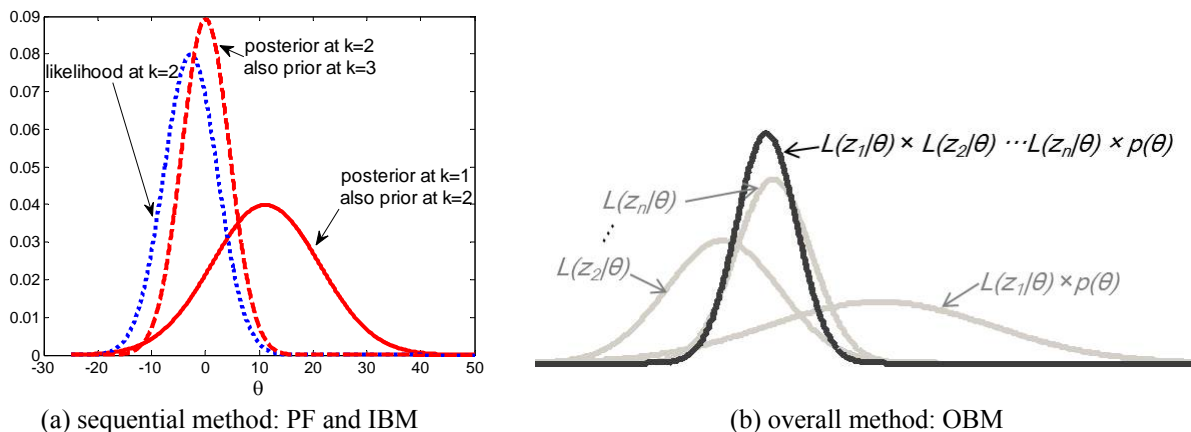 0.09
0.08
0.07
0.06
0.05
0.04
0.03
0.02
0.01
0
-30 -20 -10 0 10 20 30 40 50
θ
likelihood at k=2
posterior at k=2
also prior at k=3
posterior at k=1
also prior at k=2
(a) sequential method: PF and IBM
L(z₁/θ) × L(z₂/θ) ⋯L(zₙ/θ) × p(θ)
L(zₙ/θ)
⋰
L(z₂/θ)
L(z₁/θ) × p(θ)
(b) overall method: OBM